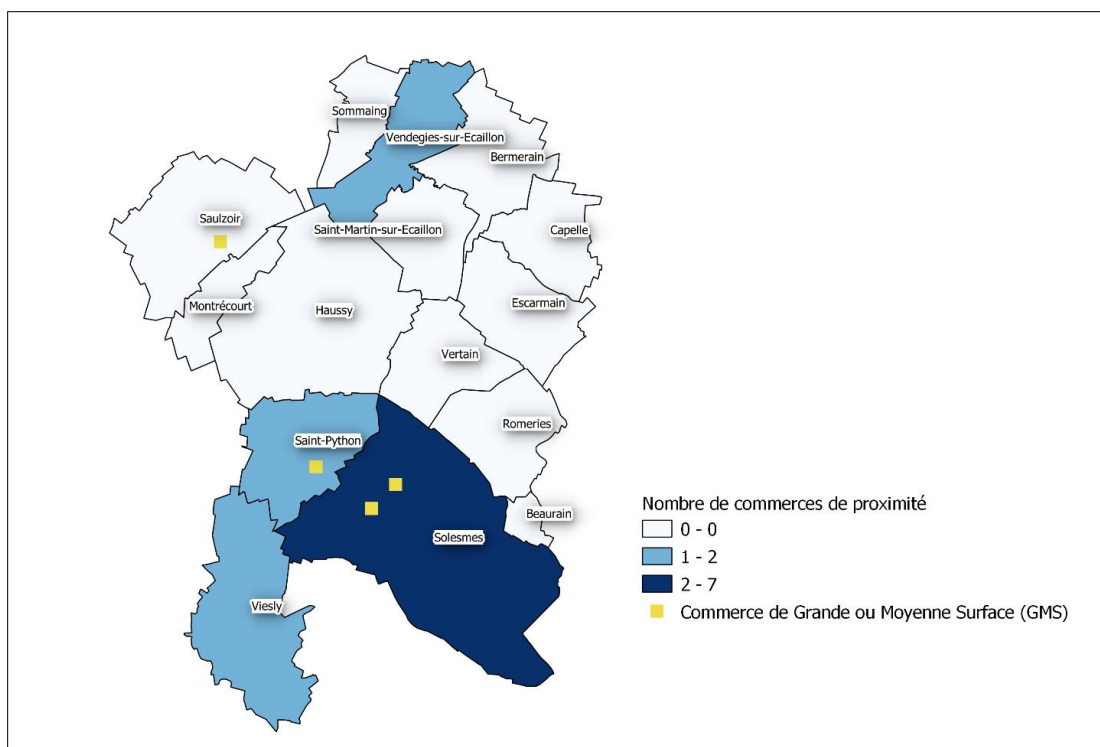 Sommaing
Vendegies-sur-Ecaillon
Bermerain
Saulzoir
Saint-Martin-sur-Ecaillon
Capelle
Montrécourt
Haussy
Escarmain
Vertain
Romeries
Saint-Python
Beaurain
Solesmes
Viesly
Nombre de commerces de proximité
0 - 0
1 - 2
2 - 7
Commerce de Grande ou Moyenne Surface (GMS)